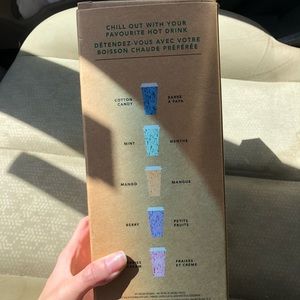 CHILL OUT WITH YOUR
FAVOURITE HOT DRINK
DÉTENDEZ-VOUS AVEC VOTRE
BOISSON CHAUDE PRÉFÉRÉE
COTTON
CANDY
BARBE
À PAPA
MINT
MENTHE
MANGO
MANGUE
BERRY
PETITS
FRUITS
FRAISES
ET CRÈME